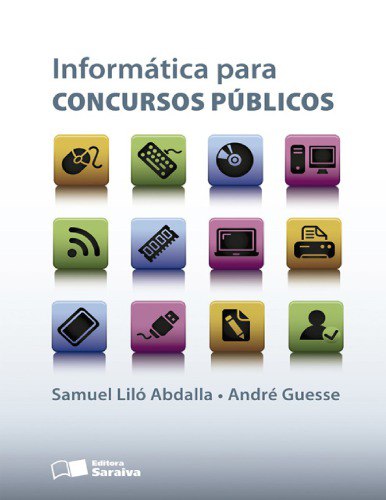 Informática para
CONCURSOS PÚBLICOS
Samuel Liló Abdalla • André Guesse
Editora
Saraiva